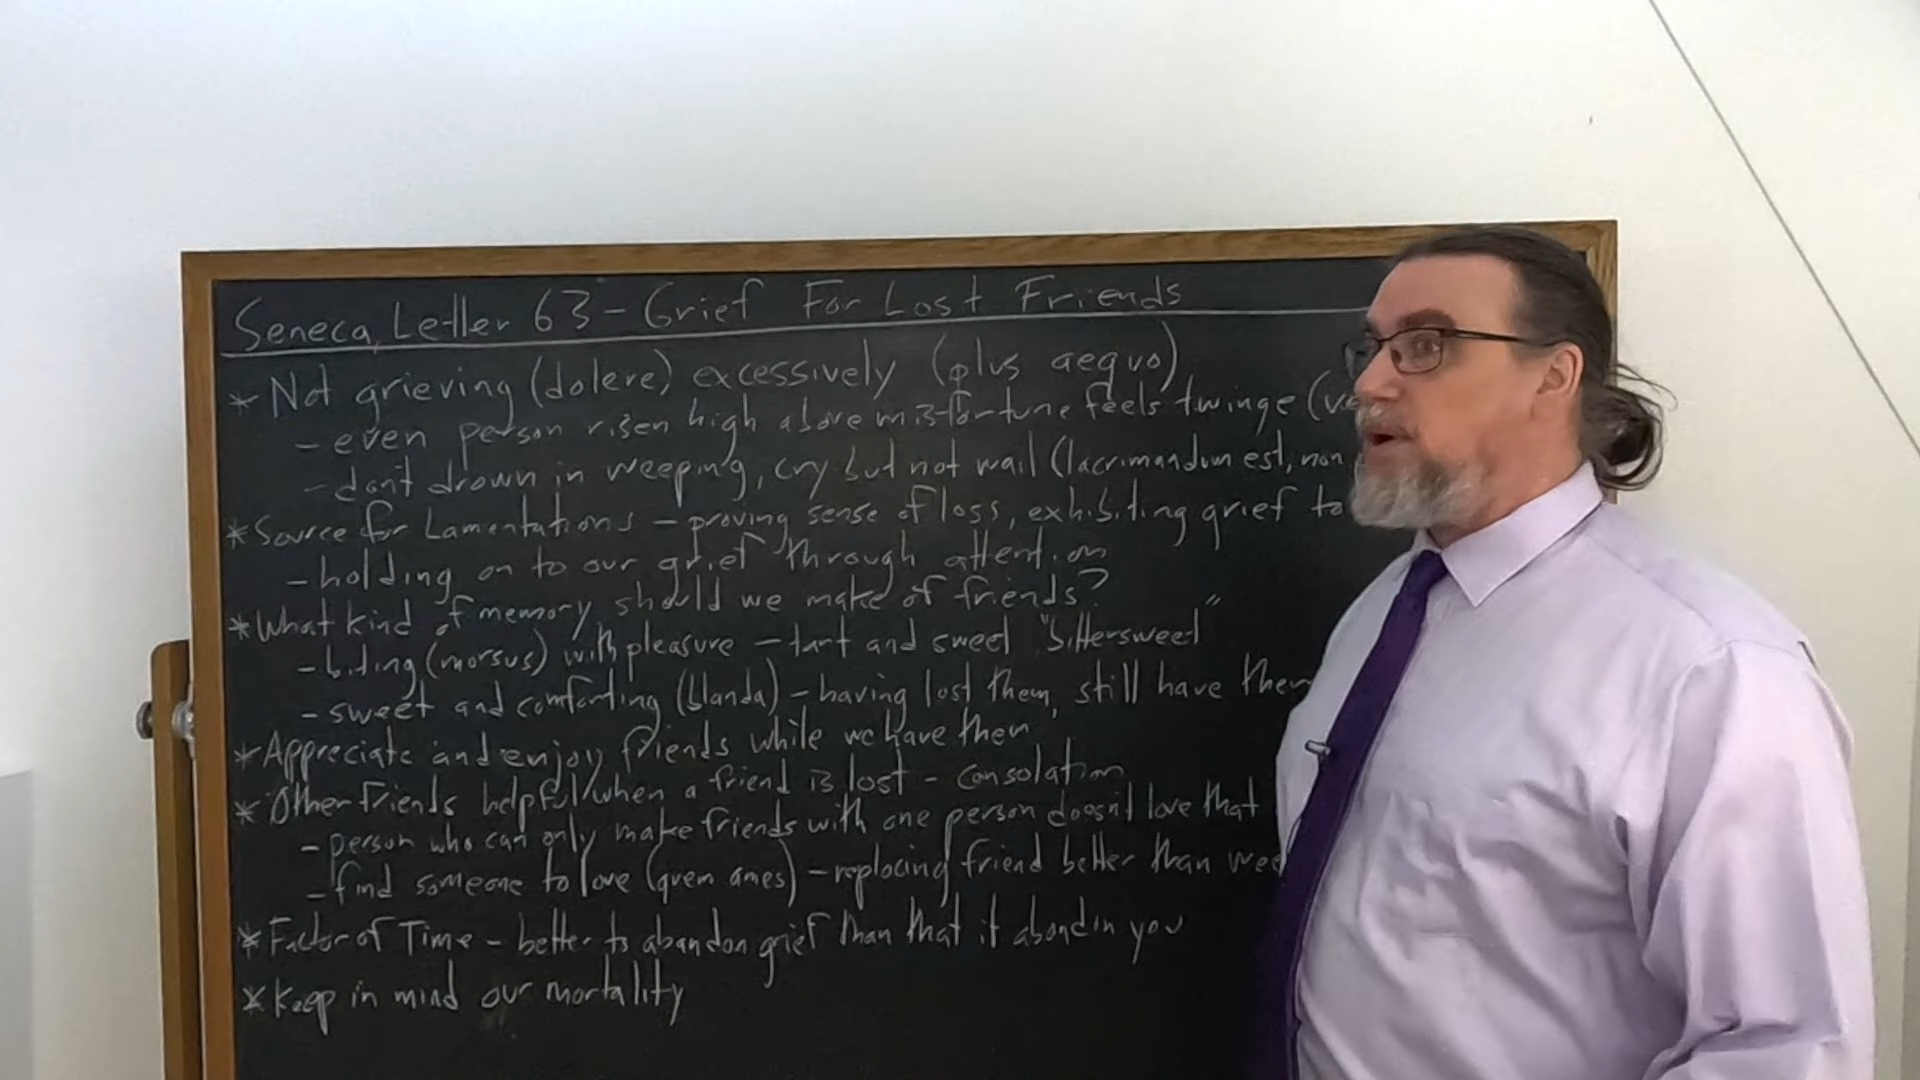 Seneca, Letter 63 – Grief For Lost Friends
* Not grieving (dolere) excessively (plus aequo)
– even person risen high above misfortune feels twinge
– don't drown in weeping, cry but not wail (lacrimandum est, non
* Source for Lamentations – proving sense of loss, exhibiting grief to
– holding on to our grief through attention
* What kind of memory should we make of friends?
– biting (morsus) with pleasure – tart and sweet "bittersweet"
– sweet and comforting (blanda) – having lost them, still have them
* Appreciate and enjoy friends while we have them
* Other friends helpful when a friend is lost – consolation
– person who can only make friends with one person doesn't love that
– find someone to love (quem ames) – replacing friend better than
* Factor of Time – better to abandon grief than that it abandon you
* Keep in mind our mortality